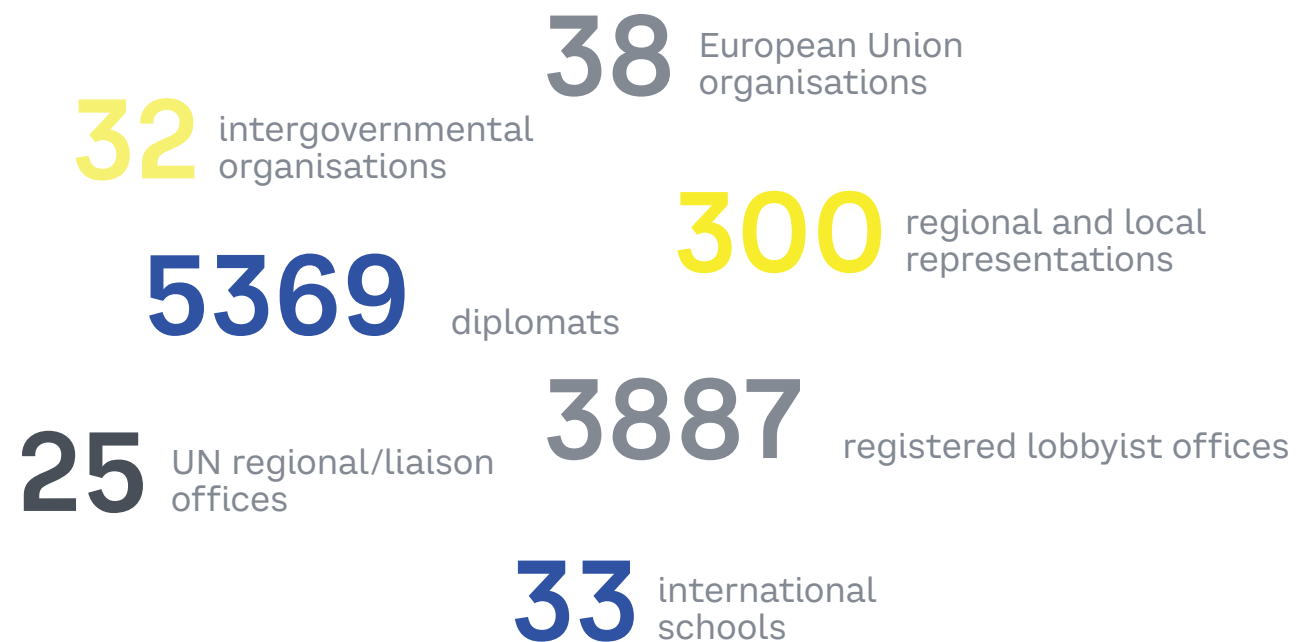 38 European Union
organisations
32 intergovernmental
organisations
300 regional and local
representations
5369 diplomats
3887 registered lobbyist offices
25 UN regional/liaison
offices
33 international
schools